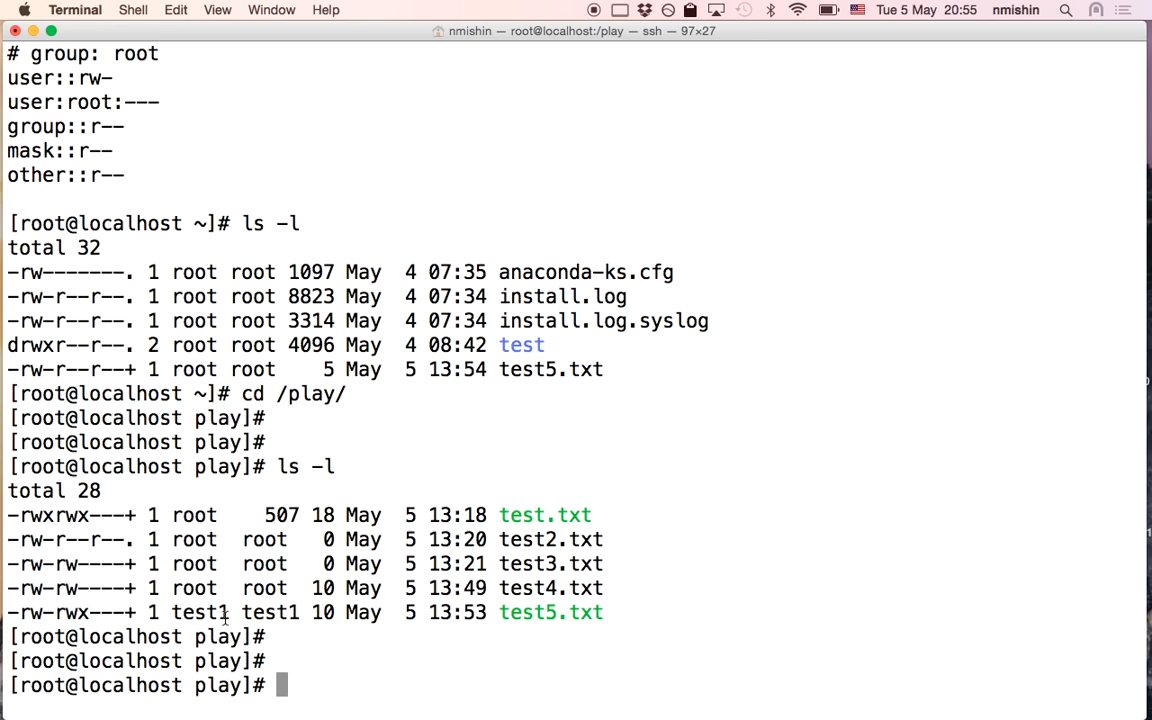 Terminal Shell Edit View Window Help Tue 5 May 20:55 nmishin
nmishin — root@localhost:/play — ssh — 97×27
# group: root
user::rw-
user:root:---
group::r--
mask::r--
other::r--
[root@localhost ~]# ls -l
total 32
-rw-------. 1 root root 1097 May  4 07:35 anaconda-ks.cfg
-rw-r--r--. 1 root root 8823 May  4 07:34 install.log
-rw-r--r--. 1 root root 3314 May  4 07:34 install.log.syslog
drwxr--r--. 2 root root 4096 May  4 08:42 test
-rw-r--r--+ 1 root root    5 May  5 13:54 test5.txt
[root@localhost ~]# cd /play/
[root@localhost play]#
[root@localhost play]#
[root@localhost play]# ls -l
total 28
-rwxrwx---+ 1 root    507 18 May  5 13:18 test.txt
-rw-r--r--. 1 root  root   0 May  5 13:20 test2.txt
-rw-rw----+ 1 root  root   0 May  5 13:21 test3.txt
-rw-rw----+ 1 root  root  10 May  5 13:49 test4.txt
-rw-rwx---+ 1 test1 test1 10 May  5 13:53 test5.txt
[root@localhost play]#
[root@localhost play]#
[root@localhost play]#